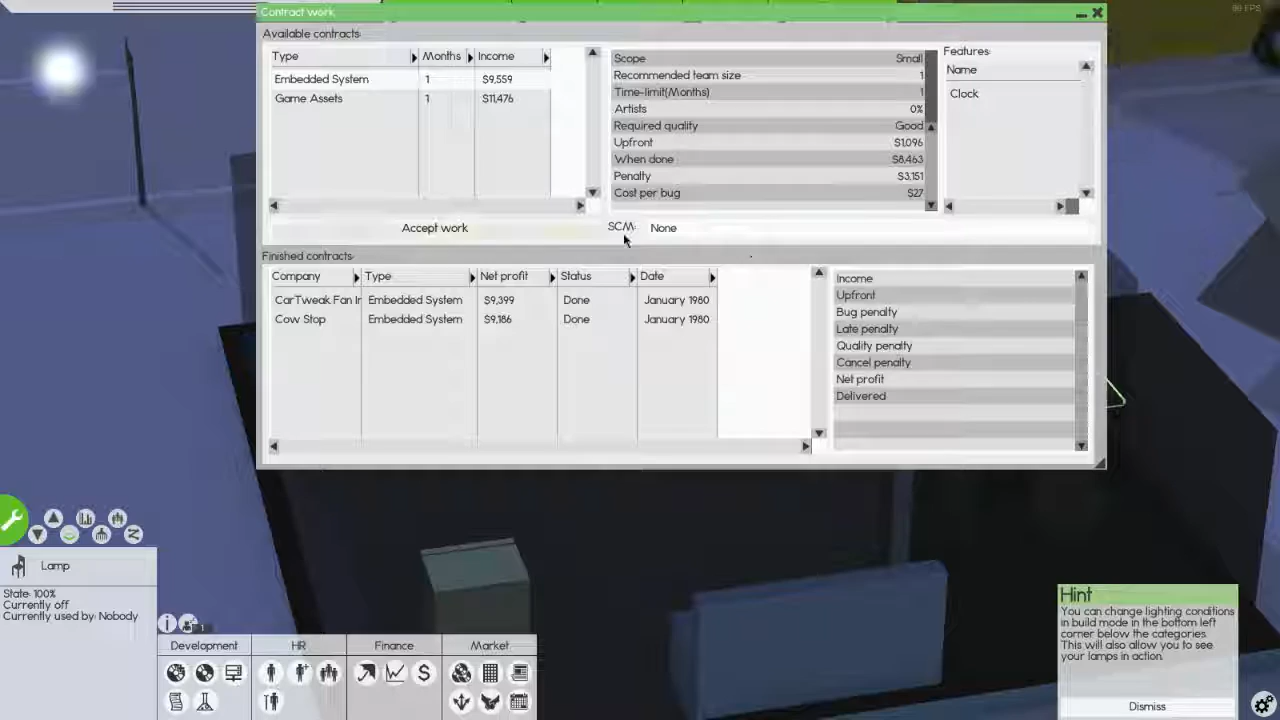 Contract work
99 FPS
Available contracts
Type Months Income
Embedded System 1 $9,559
Game Assets 1 $11,476
Scope Small
Recommended team size 1
Time-limit(Months) 1
Artists 0%
Required quality Good
Upfront $1,096
When done $8,463
Penalty $3,151
Cost per bug $27
Features
Name
Clock
Accept work
SCM: None
Finished contracts
Company Type Net profit Status Date
CarTweak Fan Ir Embedded System $9,399 Done January 1980
Cow Stop Embedded System $9,186 Done January 1980
Income
Upfront
Bug penalty
Late penalty
Quality penalty
Cancel penalty
Net profit
Delivered
Lamp
State: 100%
Currently off
Currently used by: Nobody
Development HR Finance Market
Hint
You can change lighting conditions
in build mode in the bottom left
corner below the categories.
This will also allow you to see
your lamps in action.
Dismiss